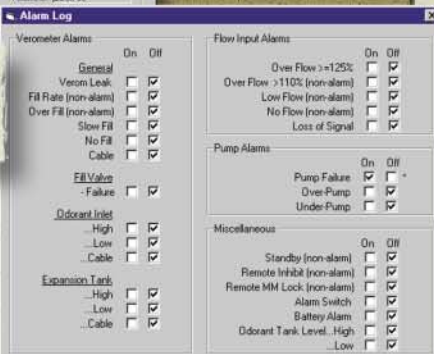 Alarm Log
Verometer Alarms
On Off
General
Verom Leak
Fill Rate (non-alarm)
Over Fill (non-alarm)
Slow Fill
No Fill
Cable
Fill Valve
- Failure
Odorant Inlet
...High
...Low
...Cable
Expansion Tank
...High
...Low
...Cable
Flow Input Alarms
On Off
Over Flow >=125%
Over Flow >110% (non-alarm)
Low Flow (non-alarm)
No Flow (non-alarm)
Loss of Signal
Pump Alarms
On Off
Pump Failure *
Over-Pump
Under-Pump
Miscellaneous
On Off
Standby (non-alarm)
Remote Inhibit (non-alarm)
Remote MM Lock (non-alarm)
Alarm Switch
Battery Alarm
Odorant Tank Level...High
...Low